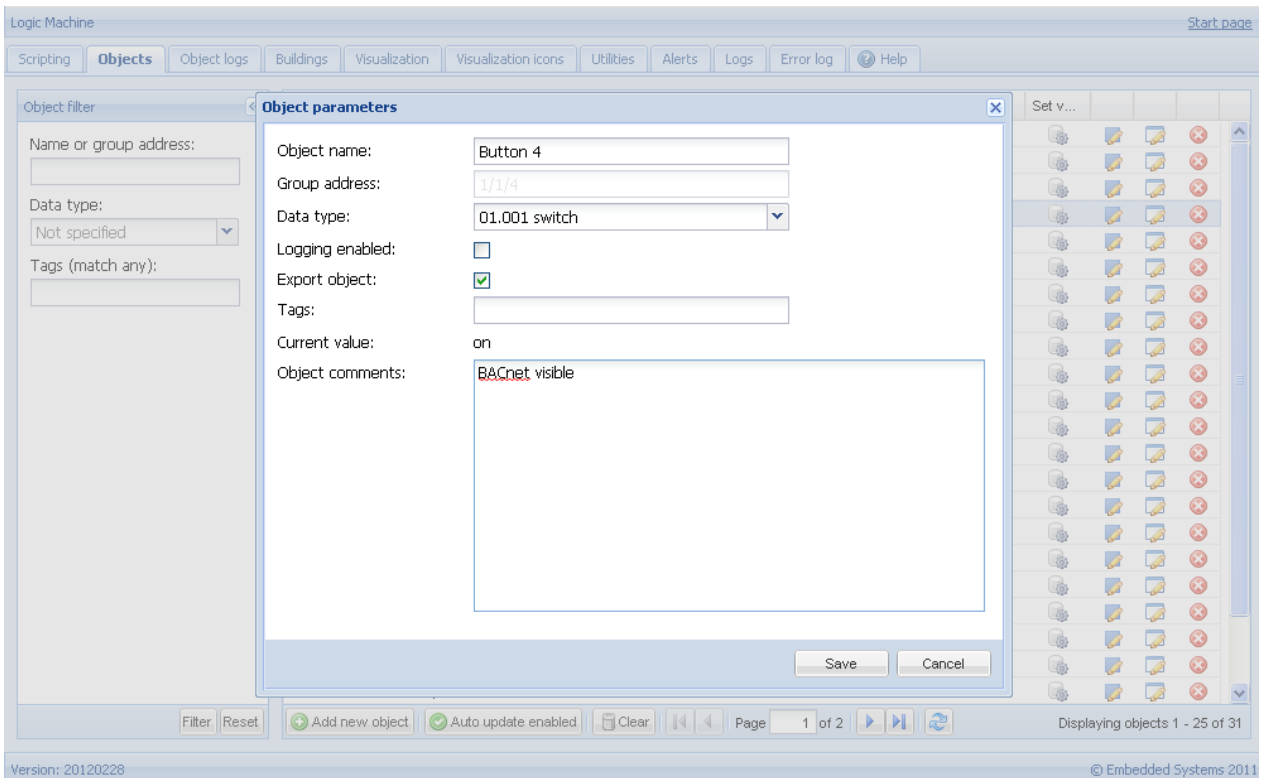 Logic Machine Start page
Scripting Objects Object logs Buildings Visualization Visualization icons Utilities Alerts Logs Error log Help
Object filter
Name or group address:
Data type:
Not specified
Tags (match any):
Filter Reset
Object parameters
Set v...
Object name: Button 4
Group address: 1/1/4
Data type: 01.001 switch
Logging enabled:
Export object:
Tags:
Current value: on
Object comments: BACnet visible
Save Cancel
Add new object Auto update enabled Clear Page 1 of 2 Displaying objects 1 - 25 of 31
Version: 20120228 © Embedded Systems 2011